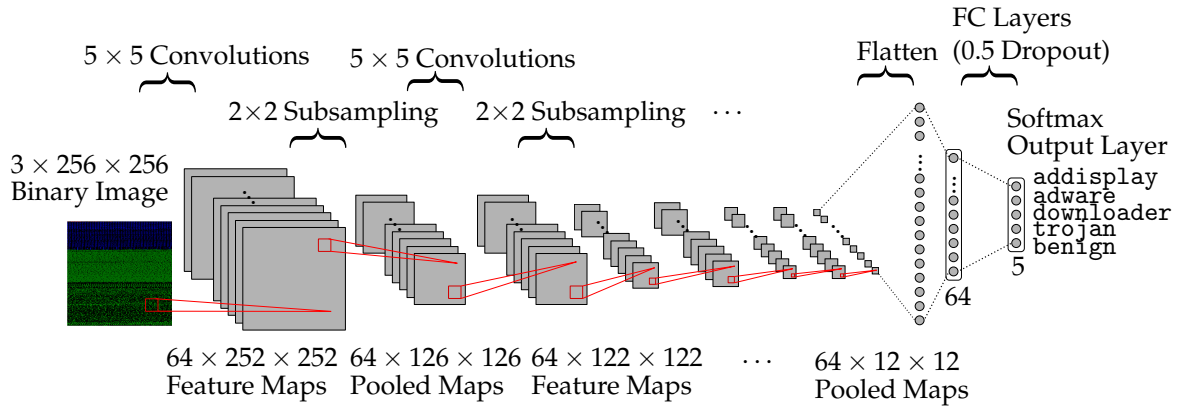 FC Layers
(0.5 Dropout)
Flatten
5 × 5 Convolutions
5 × 5 Convolutions
2×2 Subsampling
2×2 Subsampling
· · ·
Softmax
Output Layer
3 × 256 × 256
Binary Image
addisplay
adware
downloader
trojan
benign
5
64
64 × 252 × 252
Feature Maps
64 × 126 × 126
Pooled Maps
64 × 122 × 122
Feature Maps
· · ·
64 × 12 × 12
Pooled Maps